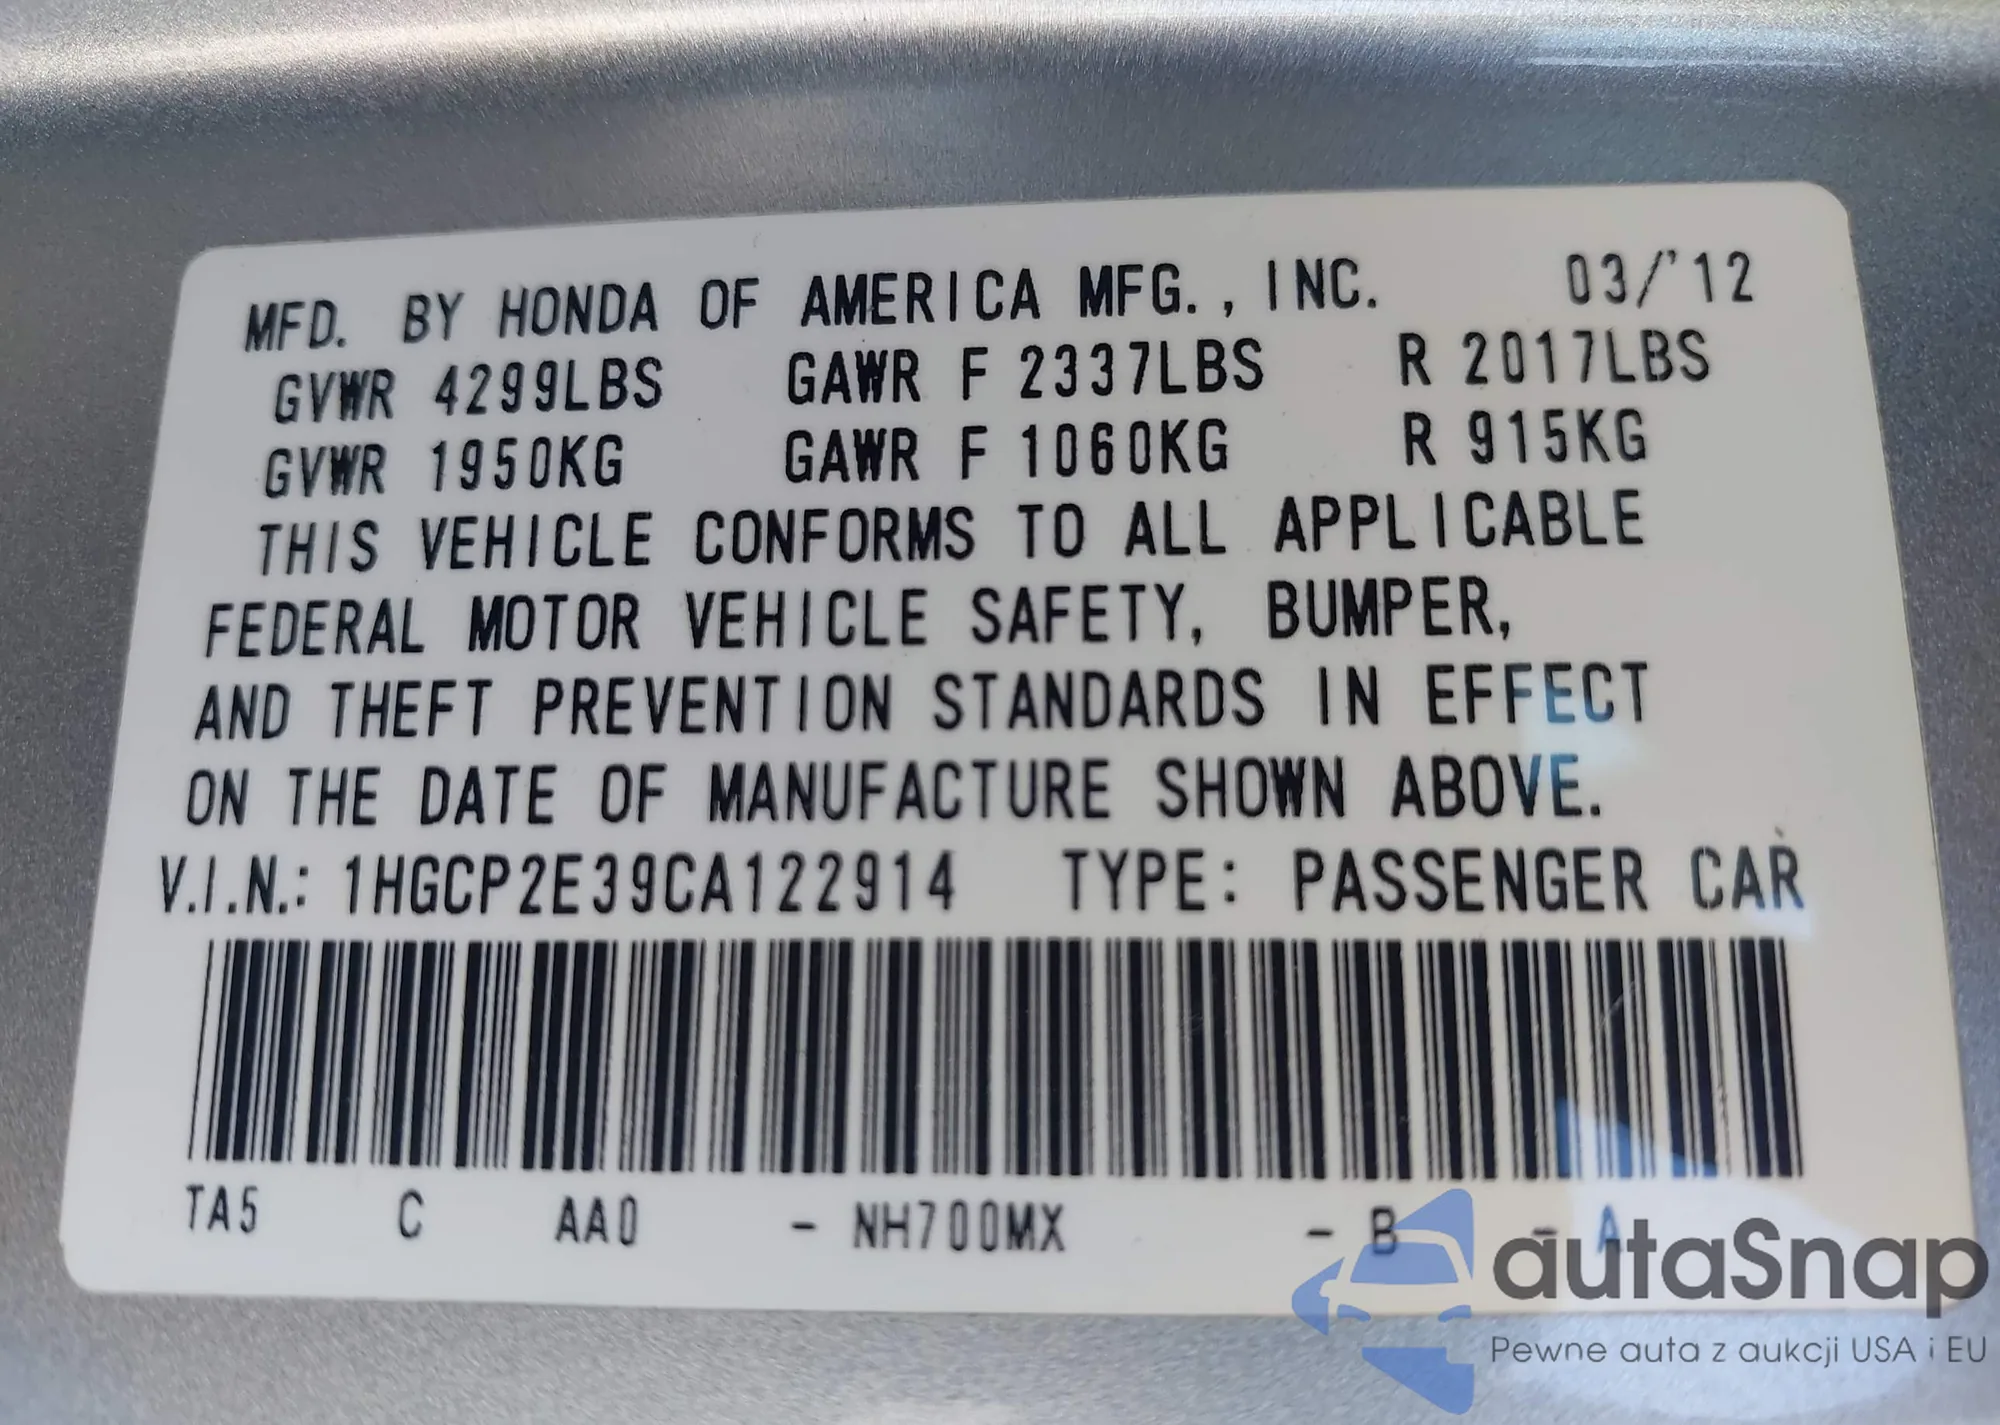 MFD. BY HONDA OF AMERICA MFG., INC. 03/'12
GVWR 4299LBS GAWR F 2337LBS R 2017LBS
GVWR 1950KG GAWR F 1060KG R 915KG
THIS VEHICLE CONFORMS TO ALL APPLICABLE
FEDERAL MOTOR VEHICLE SAFETY, BUMPER,
AND THEFT PREVENTION STANDARDS IN EFFECT
ON THE DATE OF MANUFACTURE SHOWN ABOVE.
V.I.N.: 1HGCP2E39CA122914 TYPE: PASSENGER CAR
TA5 C AA0 - NH700MX - B - A
autaSnap
Pewne auta z aukcji USA i EU